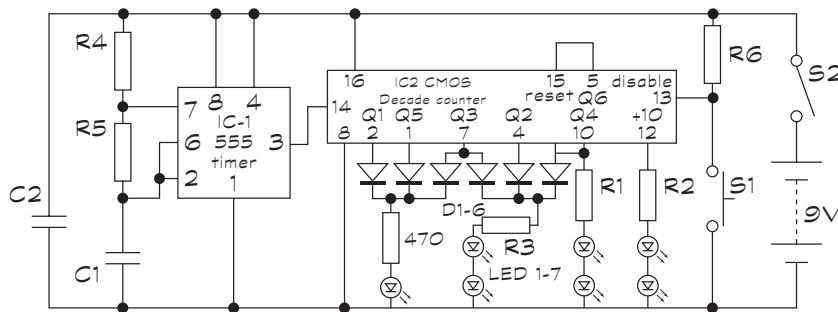 R4
R5
C2
C1
7
8
4
6
2
IC-1
555
timer
3
1
16
IC2 CMOS
Decade counter
15
5
disable
reset
Q6
13
14
8
Q1
Q5
Q3
Q2
Q4
+10
2
1
7
4
10
12
D1-6
470
R3
LED 1-7
R1
R2
R6
S1
S2
9V